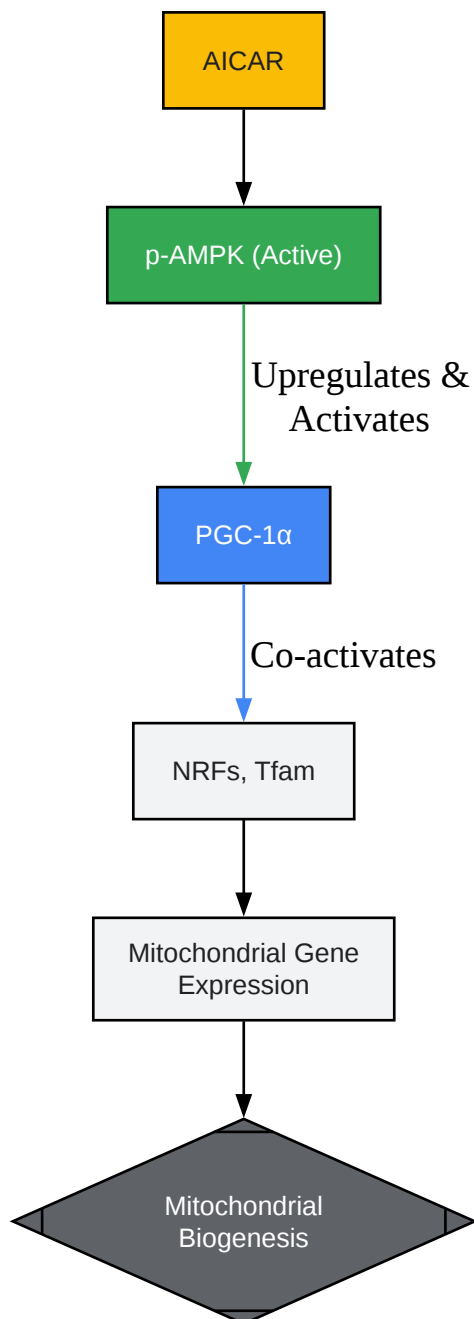 AICAR
p-AMPK (Active)
Upregulates &
Activates
PGC-1α
Co-activates
NRFs, Tfam
Mitochondrial Gene
Expression
Mitochondrial
Biogenesis